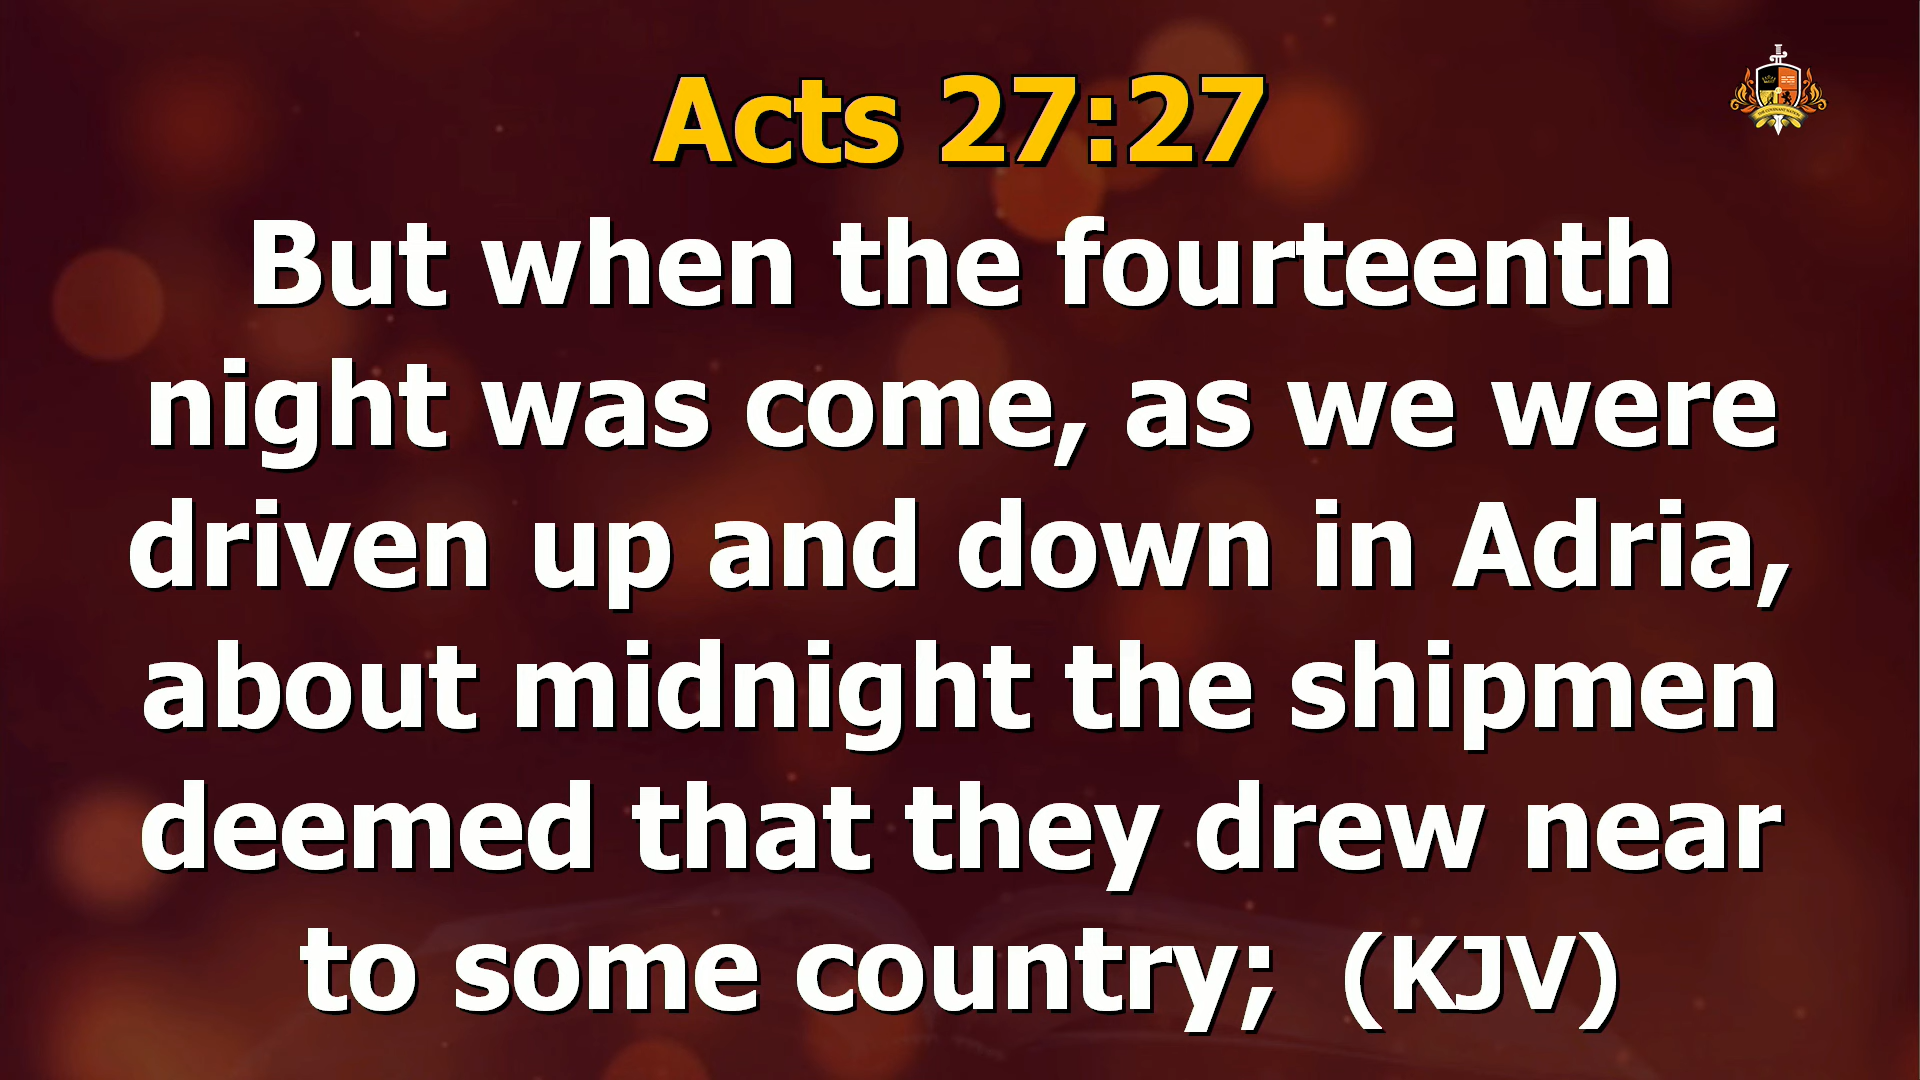 Acts 27:27
But when the fourteenth
night was come, as we were
driven up and down in Adria,
about midnight the shipmen
deemed that they drew near
to some country; (KJV)